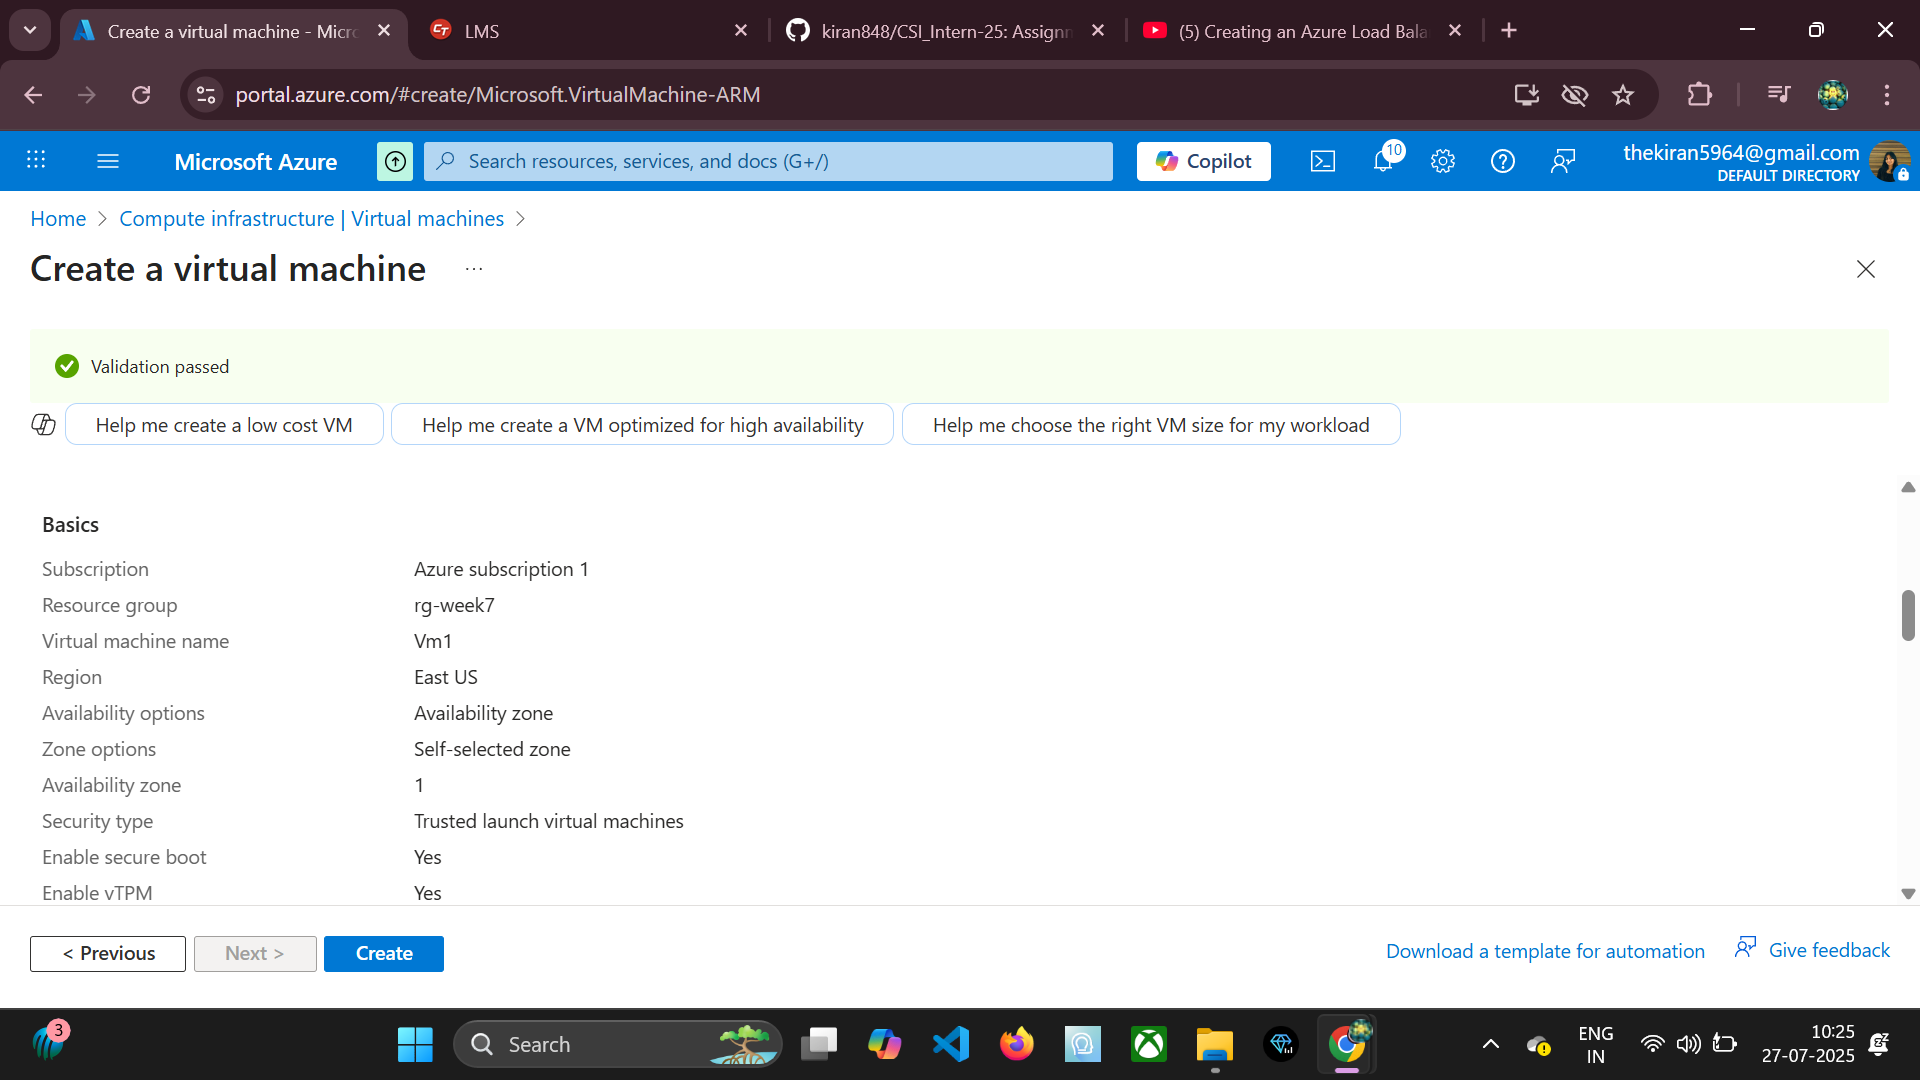 Create a virtual machine - Micro
LMS
kiran848/CSI_Intern-25: Assignm
(5) Creating an Azure Load Bala
portal.azure.com/#create/Microsoft.VirtualMachine-ARM
Microsoft Azure
Search resources, services, and docs (G+/)
Copilot
10
thekiran5964@gmail.com
DEFAULT DIRECTORY
Home
Compute infrastructure | Virtual machines
Create a virtual machine
Validation passed
Help me create a low cost VM
Help me create a VM optimized for high availability
Help me choose the right VM size for my workload
Basics
Subscription Azure subscription 1
Resource group rg-week7
Virtual machine name Vm1
Region East US
Availability options Availability zone
Zone options Self-selected zone
Availability zone 1
Security type Trusted launch virtual machines
Enable secure boot Yes
Enable vTPM Yes
< Previous
Next >
Create
Download a template for automation
Give feedback
3
Search
ENG
IN
10:25
27-07-2025